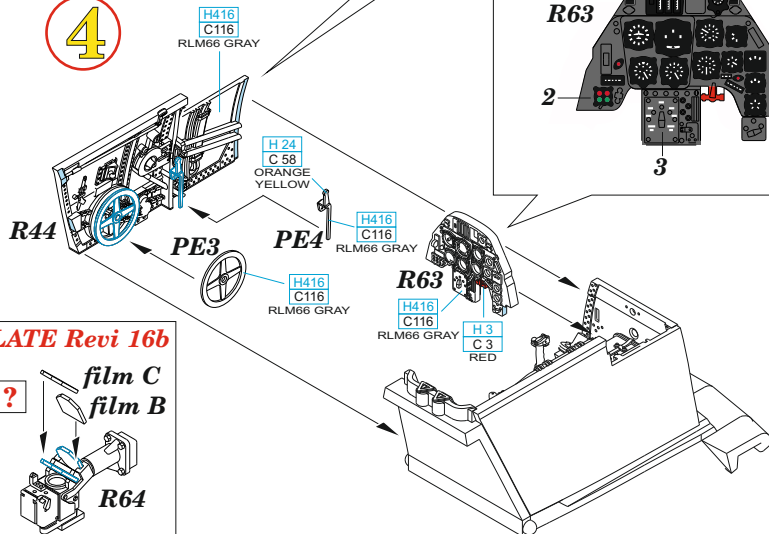 4
H416
C116
RLM66 GRAY
R63
2
3
H 24
C 58
ORANGE
YELLOW
R44
PE3
PE4
H416
C116
RLM66 GRAY
H416
C116
RLM66 GRAY
R63
H416
C116
RLM66 GRAY
H 3
C 3
RED
LATE Revi 16b
film C
?
film B
R64